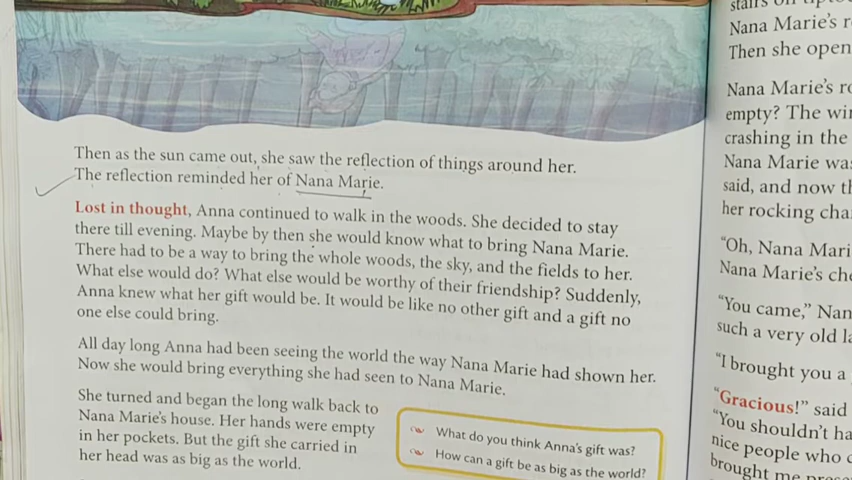 Then as the sun came out, she saw the reflection of things around her.
The reflection reminded her of Nana Marie.
Lost in thought, Anna continued to walk in the woods. She decided to stay
there till evening. Maybe by then she would know what to bring Nana Marie.
There had to be a way to bring the whole woods, the sky, and the fields to her.
What else would do? What else would be worthy of their friendship? Suddenly,
Anna knew what her gift would be. It would be like no other gift and a gift no
one else could bring.
All day long Anna had been seeing the world the way Nana Marie had shown her.
Now she would bring everything she had seen to Nana Marie.
She turned and began the long walk back to
Nana Marie's house. Her hands were empty
in her pockets. But the gift she carried in
her head was as big as the world.
What do you think Anna's gift was?
How can a gift be as big as the world?
stairs on
Nana Marie's
Then she open
Nana Marie's
empty? The
crashing in the
Nana Marie
said, and now
her rocking
"Oh, Nana
Nana Marie's
"You came,"
such a very old
"I brought you a
"Gracious!" said
"You shouldn't
nice people who
brought me